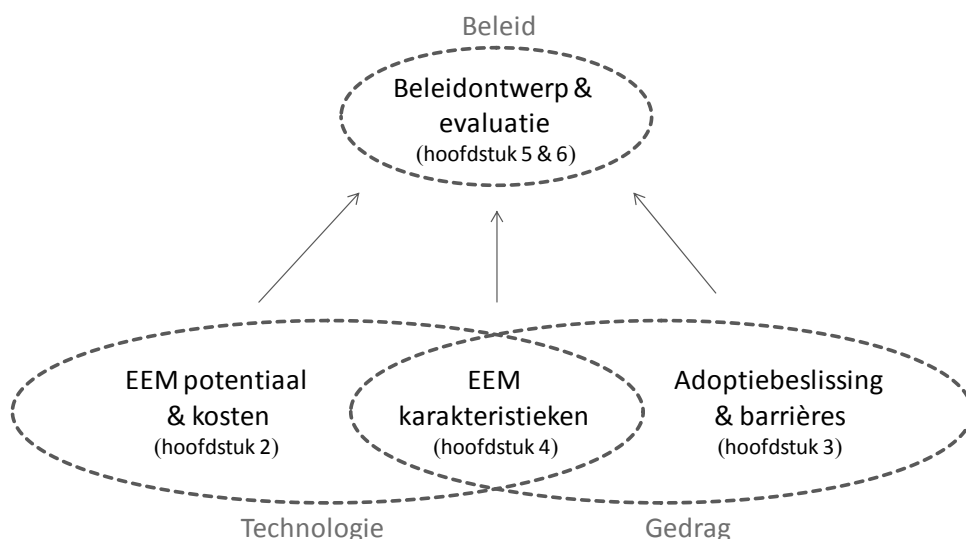 Beleid
Beleidontwerp &
evaluatie
(hoofdstuk 5 & 6)
EEM potentiaal
& kosten
(hoofdstuk 2)
EEM
karakteristieken
(hoofdstuk 4)
Adoptiebeslissing
& barrières
(hoofdstuk 3)
Technologie
Gedrag